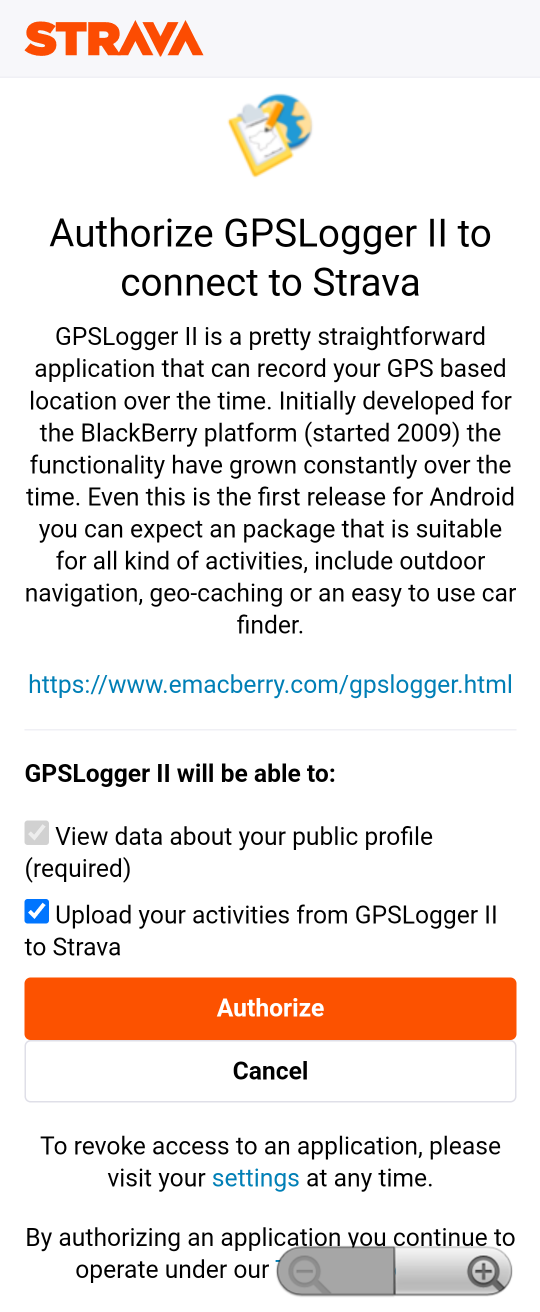 STRAVA
Authorize GPSLogger II to
connect to Strava
GPSLogger II is a pretty straightforward
application that can record your GPS based
location over the time. Initially developed for
the BlackBerry platform (started 2009) the
functionality have grown constantly over the
time. Even this is the first release for Android
you can expect an package that is suitable
for all kind of activities, include outdoor
navigation, geo-caching or an easy to use car
finder.
https://www.emacberry.com/gpslogger.html
GPSLogger II will be able to:
View data about your public profile
(required)
Upload your activities from GPSLogger II
to Strava
Authorize
Cancel
To revoke access to an application, please
visit your settings at any time.
By authorizing an application you continue to
operate under our